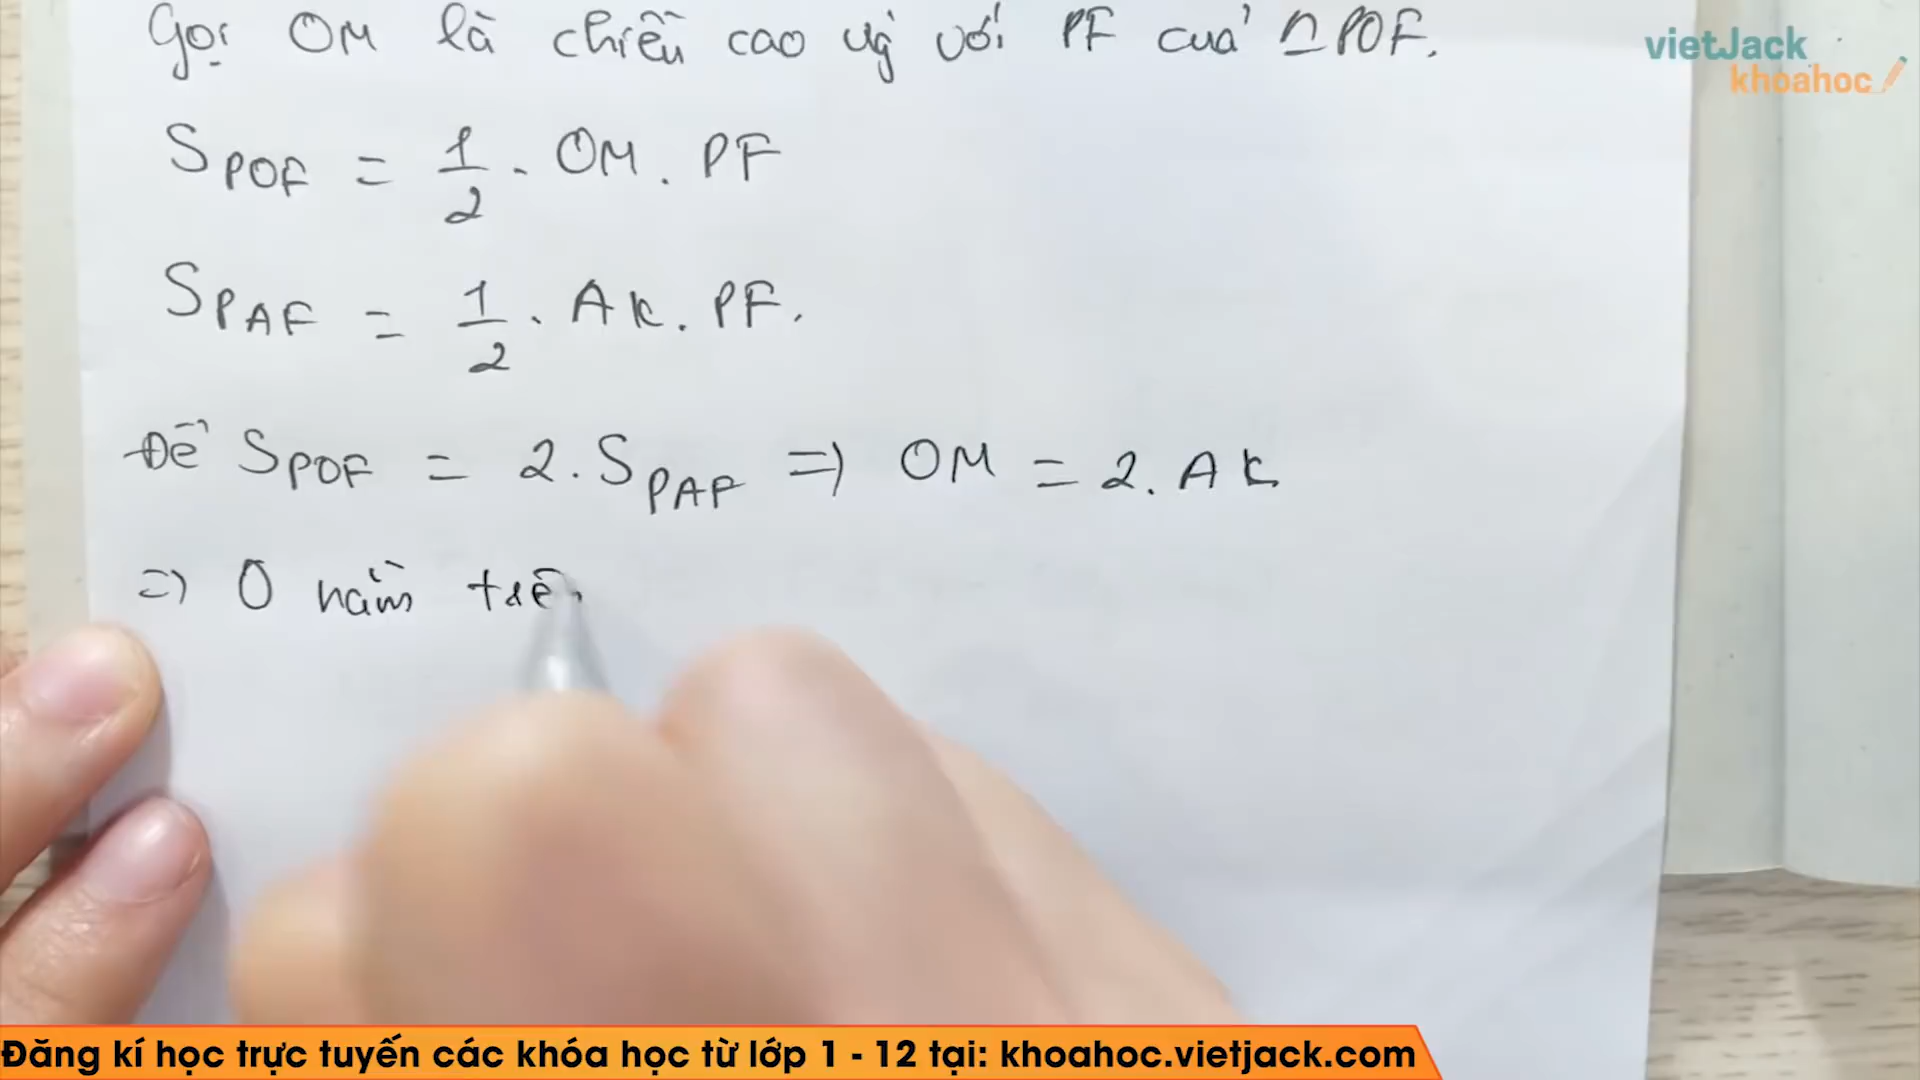 Gọi OM là chiều cao ứg với PF của △POF.
vietJack
khoahoc
S_POF = 1/2 . OM . PF
S_PAF = 1/2 . AK . PF.
Để S_POF = 2 . S_PAF => OM = 2 . AK
=> O nằm trên
Đăng kí học trực tuyến các khóa học từ lớp 1 - 12 tại: khoahoc.vietjack.com